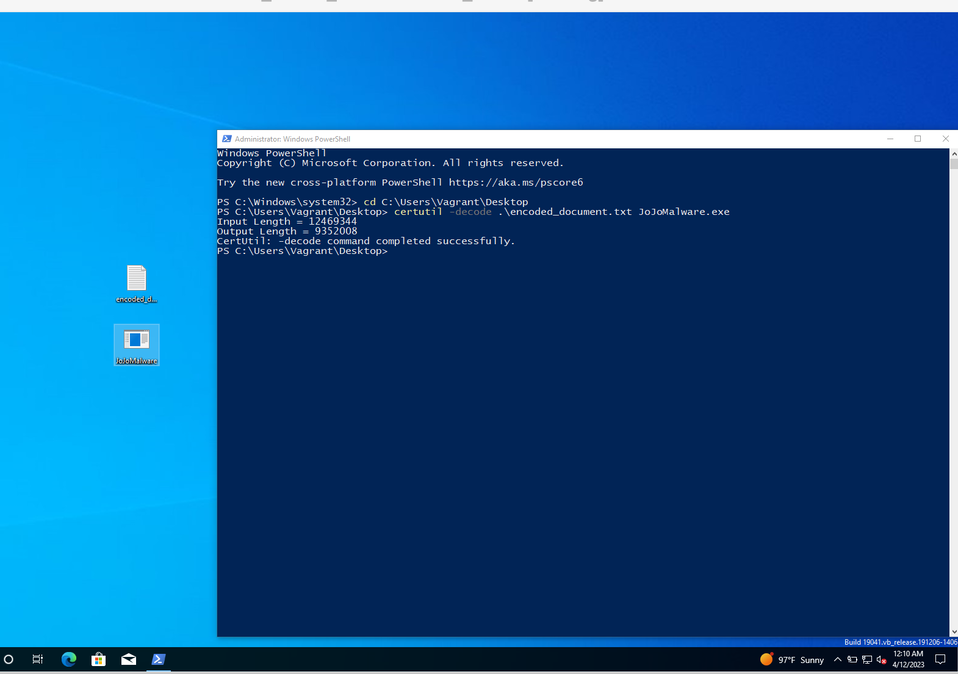 Administrator: Windows PowerShell
Windows PowerShell
Copyright (C) Microsoft Corporation. All rights reserved.
Try the new cross-platform PowerShell https://aka.ms/pscore6
PS C:\Windows\system32> cd C:\Users\Vagrant\Desktop
PS C:\Users\Vagrant\Desktop> certutil -decode .\encoded_document.txt JoJoMalware.exe
Input Length = 12469344
Output Length = 9352008
CertUtil: -decode command completed successfully.
PS C:\Users\Vagrant\Desktop>
encoded_d...
JoJoMalware
Build 19041.vb_release.191206-1406
97°F Sunny
12:10 AM
4/12/2023